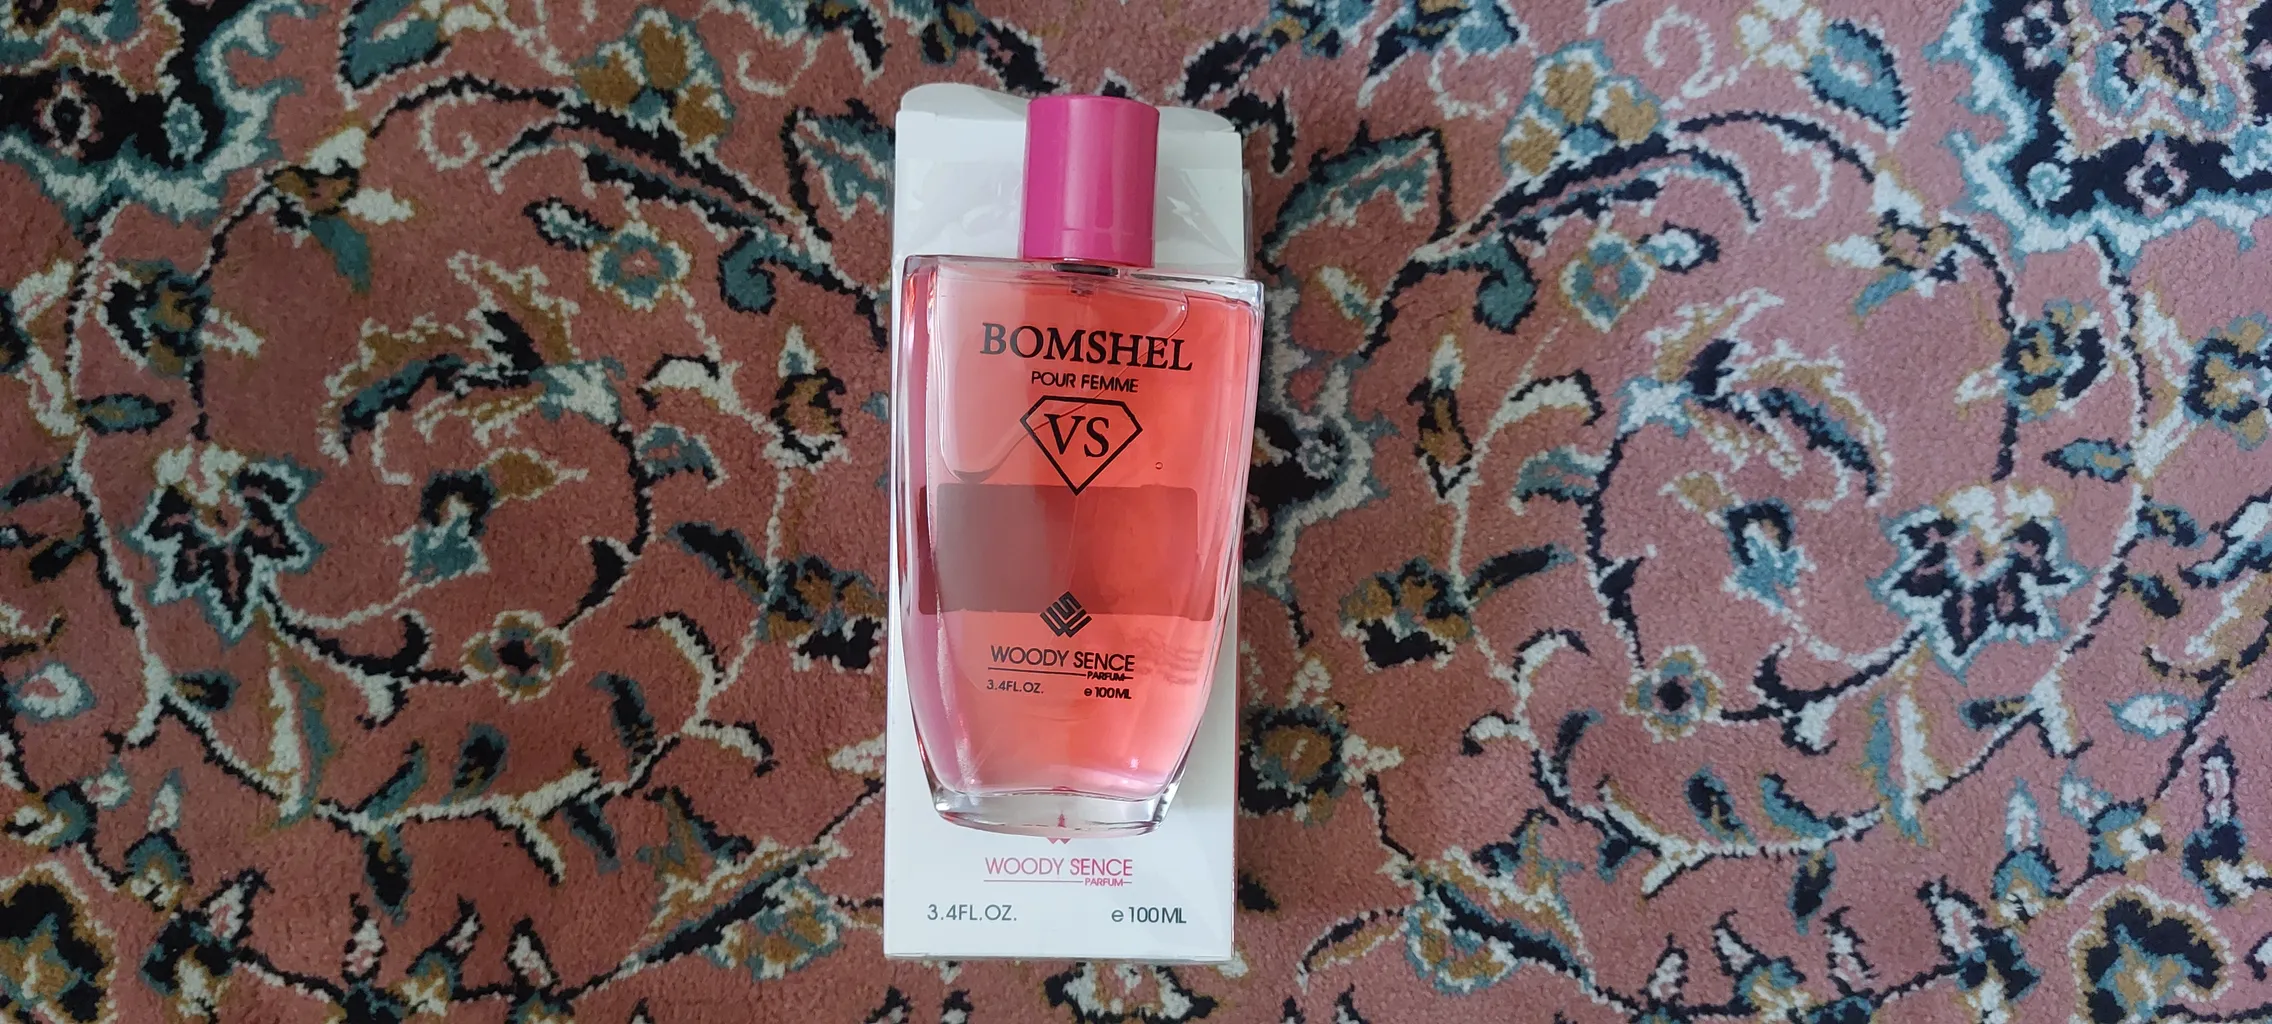 BOMSHEL
POUR FEMME
VS
WOODY SENCE
PARFUM
3.4FL.OZ. e 100ML
WOODY SENCE
PARFUM
3.4FL.OZ. e 100ML